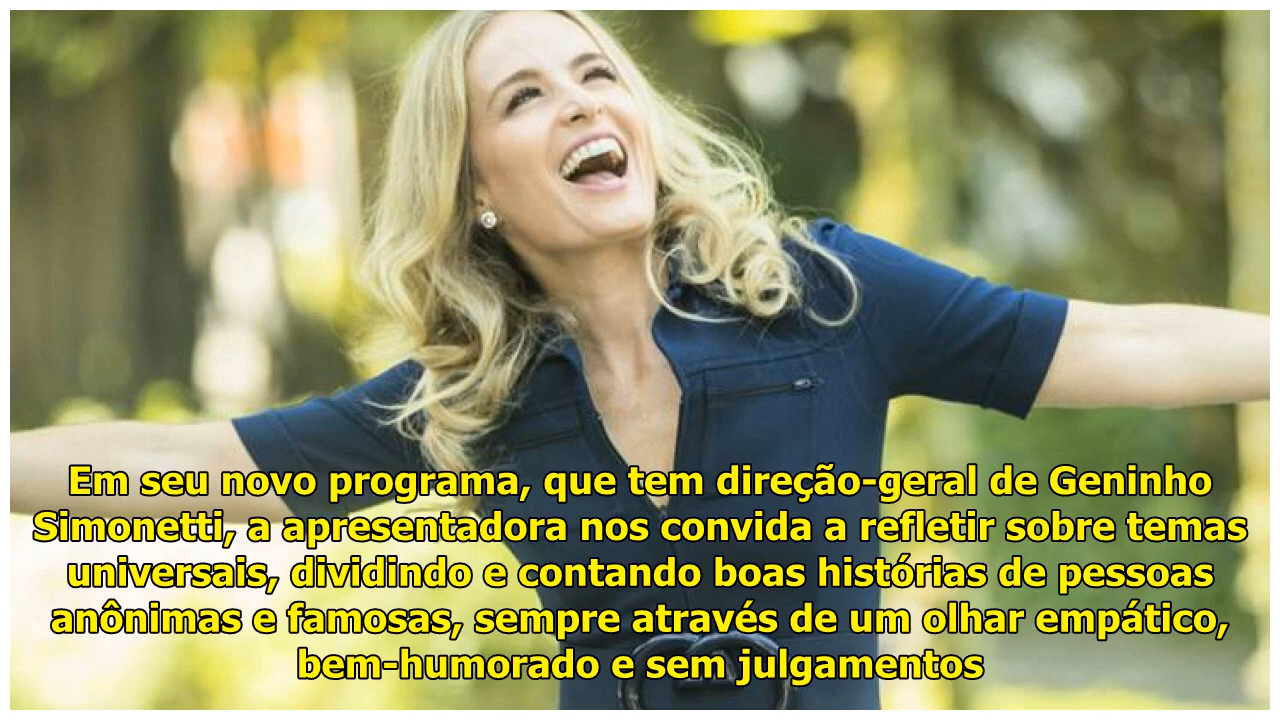 Em seu novo programa, que tem direção-geral de Geninho
Simonetti, a apresentadora nos convida a refletir sobre temas
universais, dividindo e contando boas histórias de pessoas
anônimas e famosas, sempre através de um olhar empático,
bem-humorado e sem julgamentos